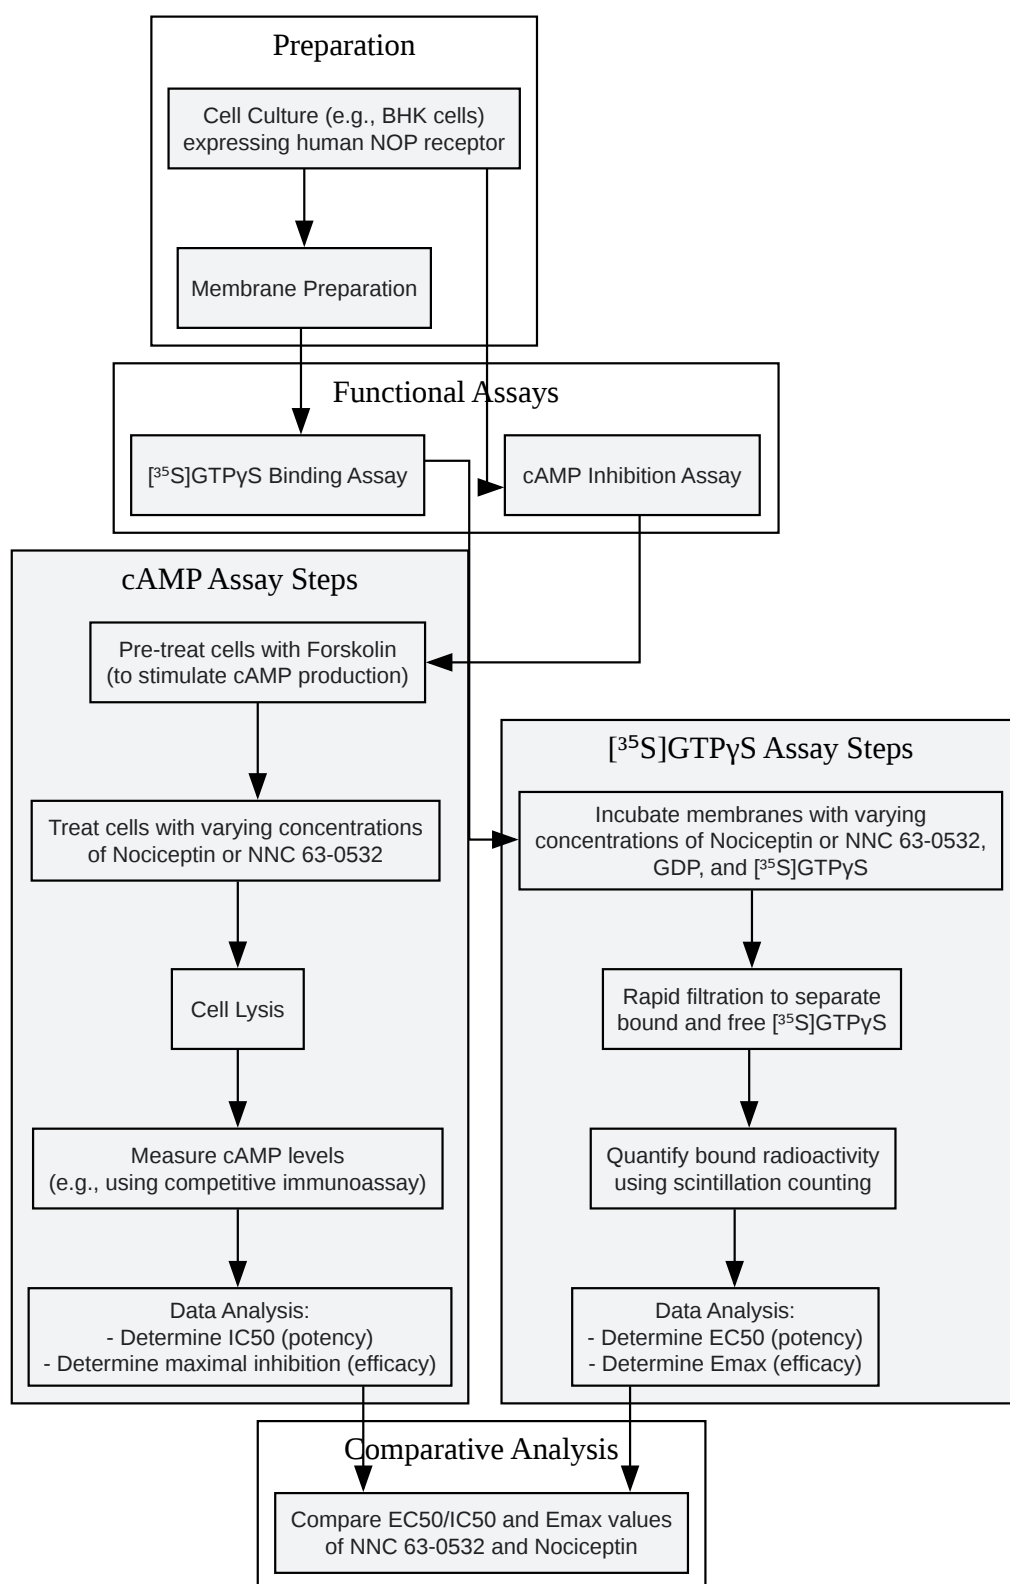 Preparation
Cell Culture (e.g., BHK cells)
expressing human NOP receptor
Membrane Preparation
Functional Assays
[³⁵S]GTPγS Binding Assay
cAMP Inhibition Assay
cAMP Assay Steps
Pre-treat cells with Forskolin
(to stimulate cAMP production)
Treat cells with varying concentrations
of Nociceptin or NNC 63-0532
Cell Lysis
Measure cAMP levels
(e.g., using competitive immunoassay)
Data Analysis:
- Determine IC50 (potency)
- Determine maximal inhibition (efficacy)
[³⁵S]GTPγS Assay Steps
Incubate membranes with varying
concentrations of Nociceptin or NNC 63-0532,
GDP, and [³⁵S]GTPγS
Rapid filtration to separate
bound and free [³⁵S]GTPγS
Quantify bound radioactivity
using scintillation counting
Data Analysis:
- Determine EC50 (potency)
- Determine Emax (efficacy)
Comparative Analysis
Compare EC50/IC50 and Emax values
of NNC 63-0532 and Nociceptin